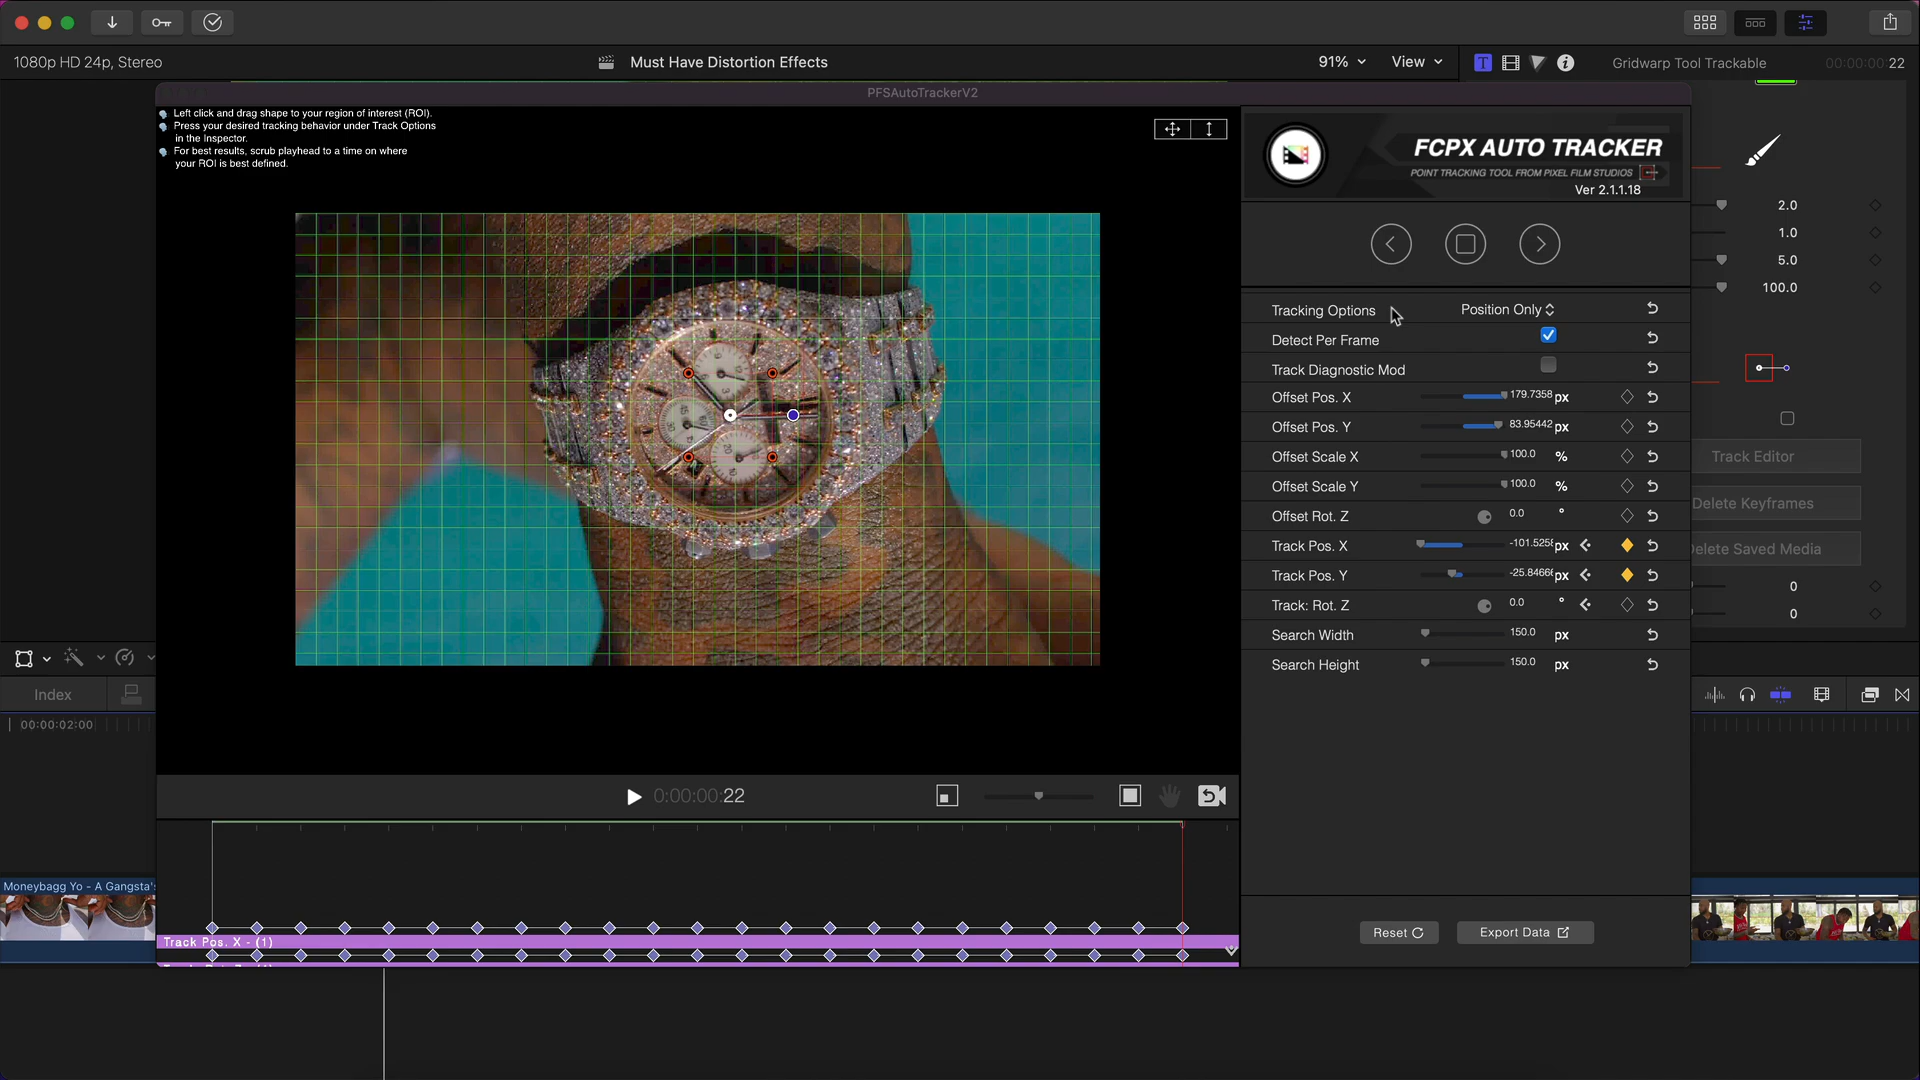 1080p HD 24p, Stereo
Must Have Distortion Effects
91%
View
T
Gridwarp Tool Trackable
00:00:00:22
PFSAutoTrackerV2
Left click and drag shape to your region of interest (ROI).
Press your desired tracking behavior under Track Options
in the Inspector.
For best results, scrub playhead to a time on where
your ROI is best defined.
FCPX AUTO TRACKER
POINT TRACKING TOOL FROM PIXEL FILM STUDIOS
Ver 2.1.1.18
2.0
1.0
5.0
100.0
Tracking Options Position Only
Detect Per Frame
Track Diagnostic Mod
Offset Pos. X 179.7358 px
Offset Pos. Y 83.95442 px
Offset Scale X 100.0 %
Offset Scale Y 100.0 %
Offset Rot. Z 0.0 °
Track Pos. X -101.525 px
Track Pos. Y -25.8466 px
Track: Rot. Z 0.0 °
Search Width 150.0 px
Search Height 150.0 px
Track Editor
Delete Keyframes
Delete Saved Media
0
0
Index
00:00:02:00
0:00:00:22
Moneybagg Yo - A Gangsta's
Track Pos. X - (1)
Reset
Export Data